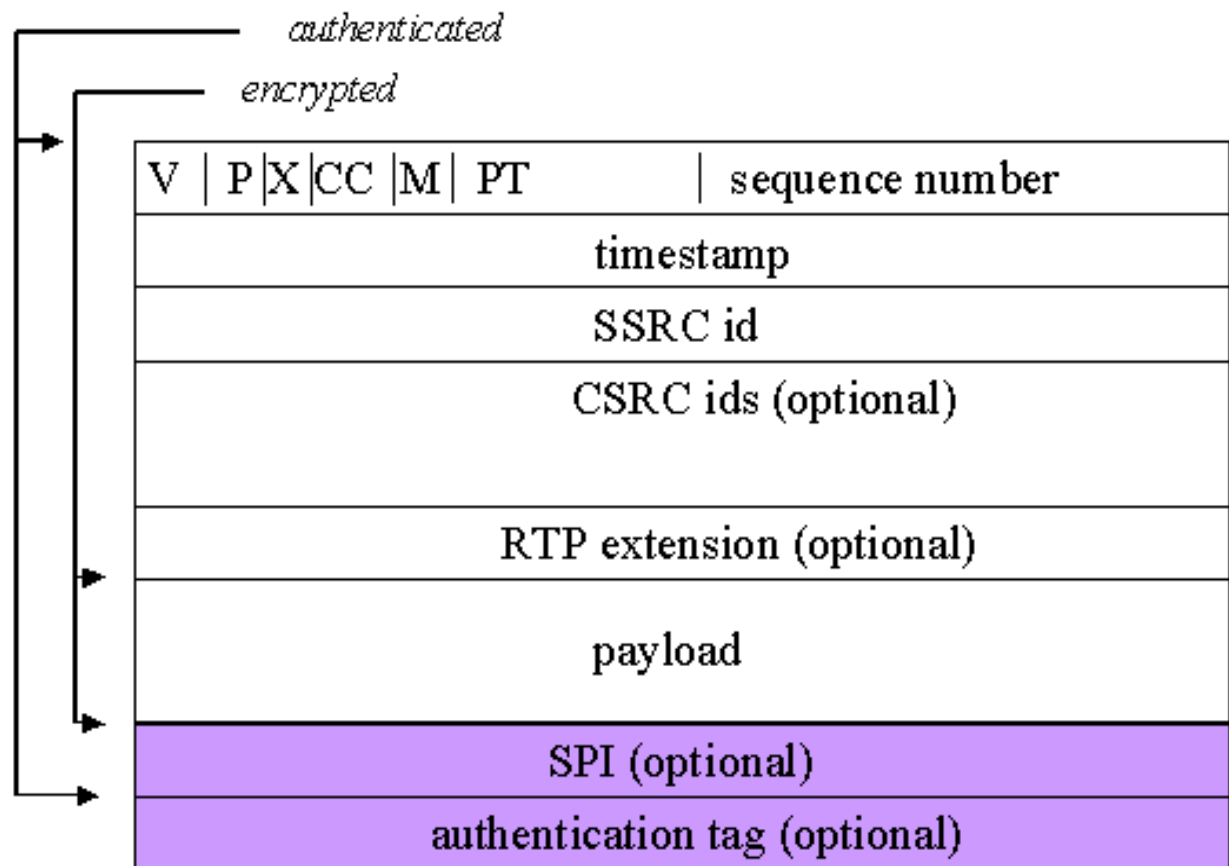 authenticated
encrypted
V P X CC M PT sequence number
timestamp
SSRC id
CSRC ids (optional)
RTP extension (optional)
payload
SPI (optional)
authentication tag (optional)